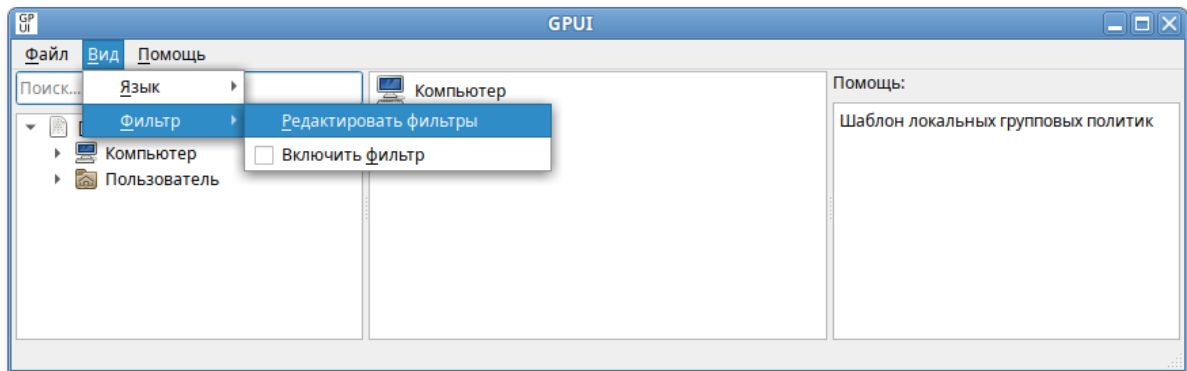 GP
UI
GPUI
Файл Вид Помощь
Поиск...
Язык
Компьютер
Помощь:
Фильтр
Редактировать фильтры
Шаблон локальных групповых политик
Компьютер
Включить фильтр
Пользователь